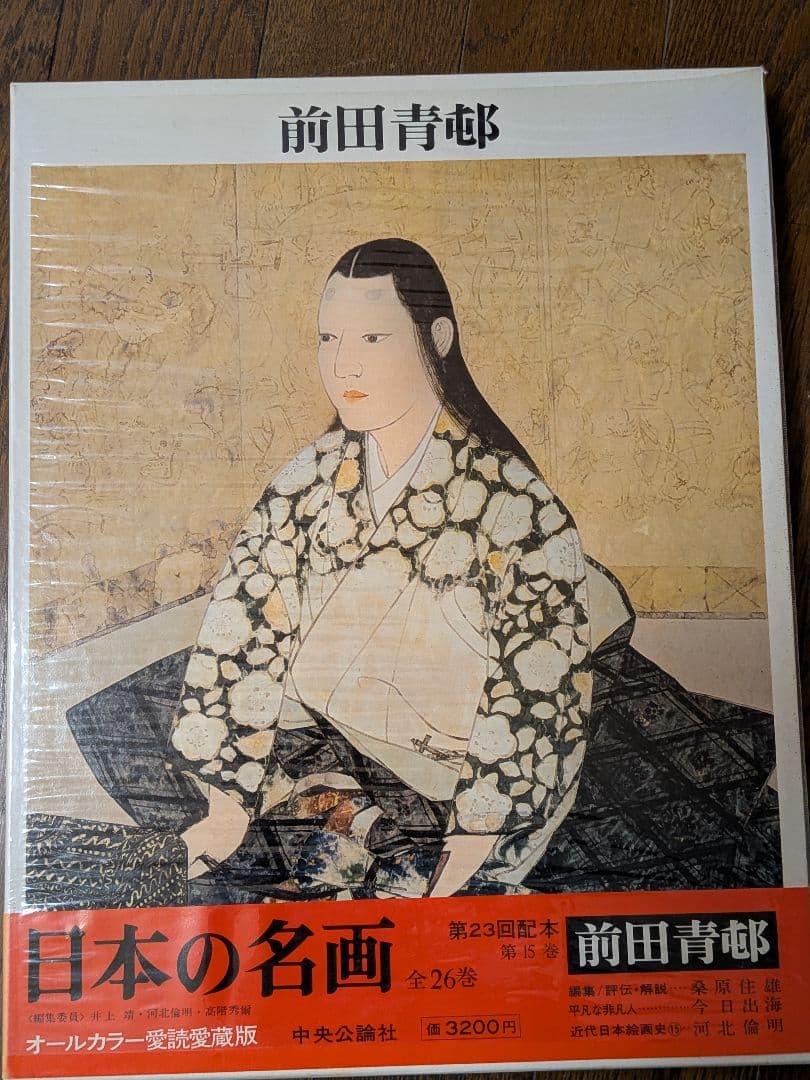 前田青邨
日本の名画
全26巻
〈編集委員〉井上 靖・河北倫明・高階秀爾
オールカラー愛読愛蔵版
中央公論社
価3200円
第23回配本
第15巻
前田青邨
編集/評伝・解説…桑原住雄
平凡な非凡人…………今日出海
近代日本絵画史⑮…河北倫明